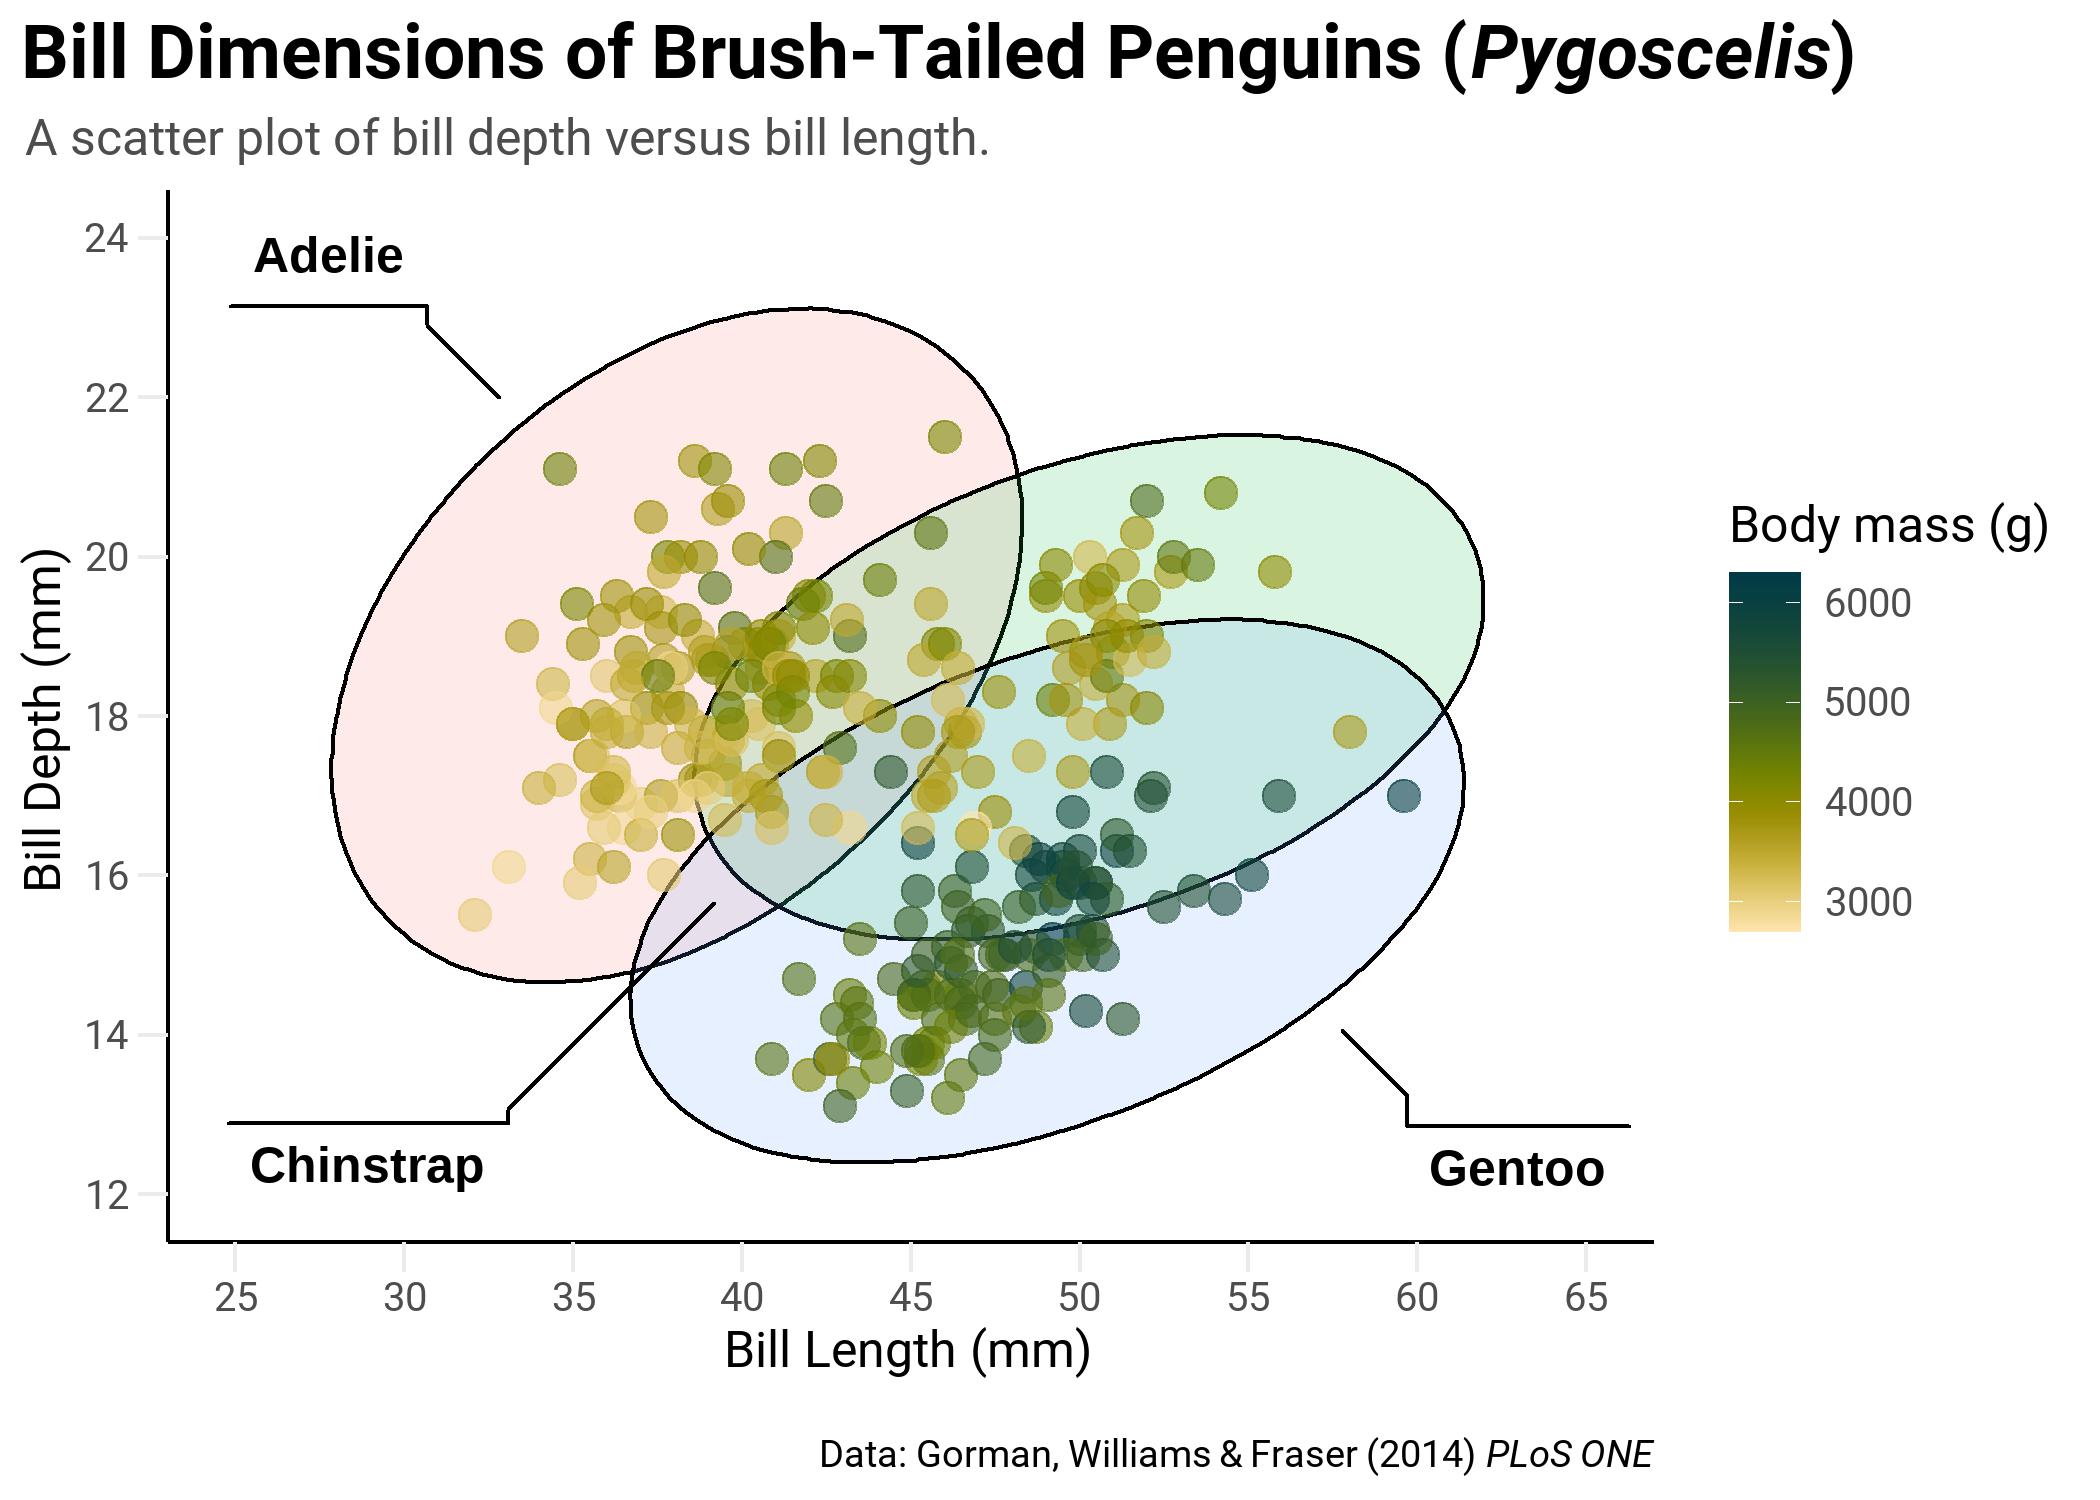 Bill Dimensions of Brush-Tailed Penguins (Pygoscelis)
A scatter plot of bill depth versus bill length.
24
22
20
18
16
14
12
Bill Depth (mm)
Adelie
Chinstrap
Gentoo
Body mass (g)
6000
5000
4000
3000
25 30 35 40 45 50 55 60 65
Bill Length (mm)
Data: Gorman, Williams & Fraser (2014) PLoS ONE